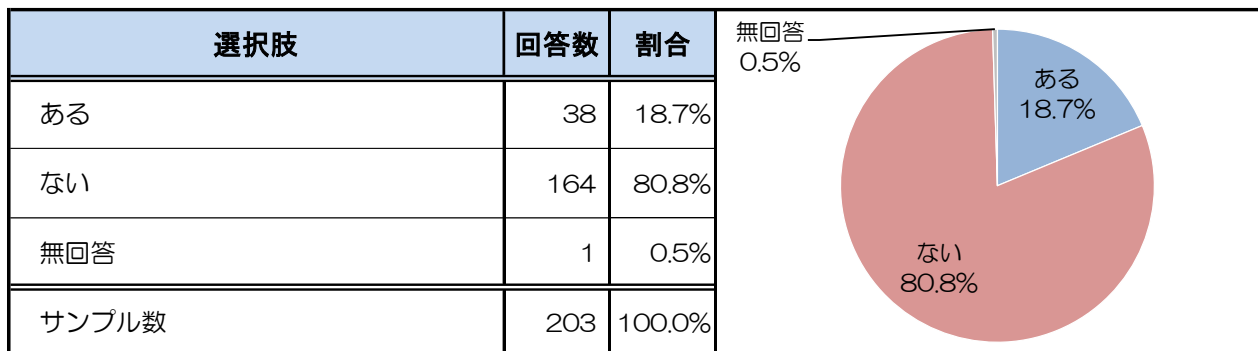 選択肢 回答数 割合
ある 38 18.7%
ない 164 80.8%
無回答 1 0.5%
サンプル数 203 100.0%
無回答
0.5%
ある
18.7%
ない
80.8%